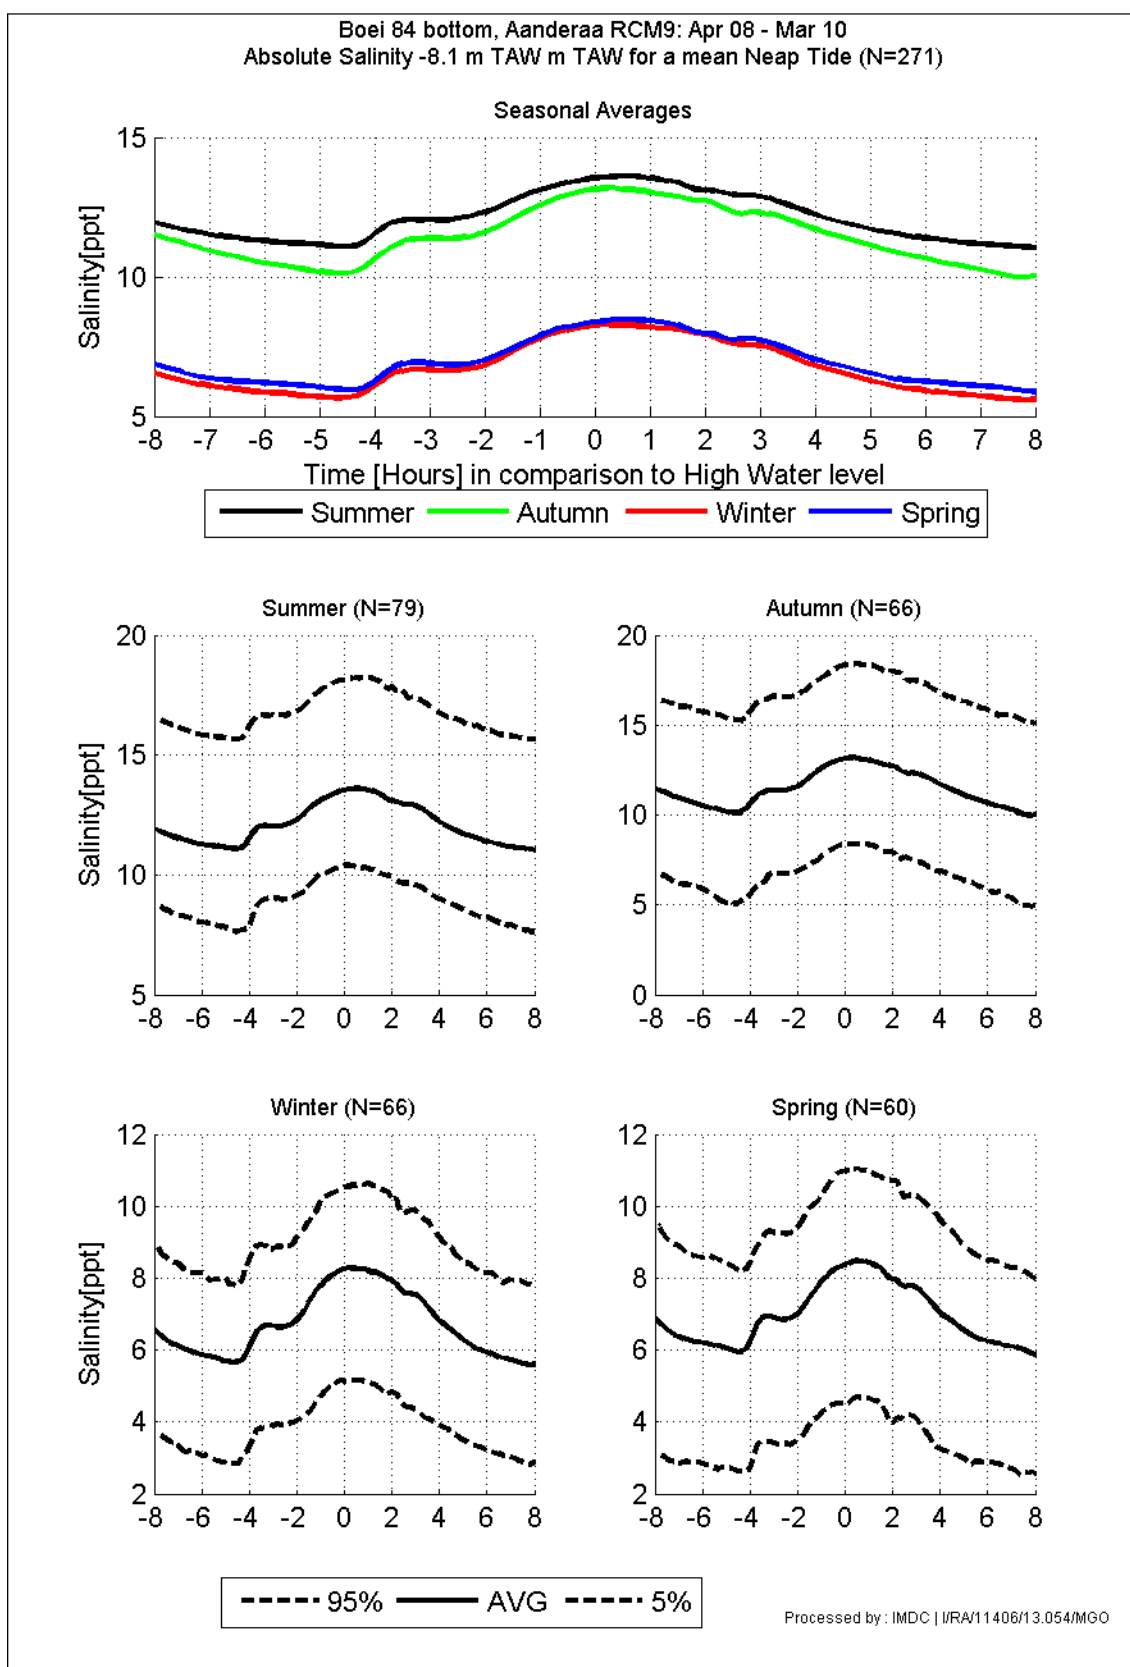 Boei 84 bottom, Aanderaa RCM9: Apr 08 - Mar 10
Absolute Salinity -8.1 m TAW m TAW for a mean Neap Tide (N=271)
Seasonal Averages
15
10
5
Salinity[ppt]
-8 -7 -6 -5 -4 -3 -2 -1 0 1 2 3 4 5 6 7 8
Time [Hours] in comparison to High Water level
Summer Autumn Winter Spring
Summer (N=79)
20
15
10
5
Salinity[ppt]
-8 -6 -4 -2 0 2 4 6 8
Autumn (N=66)
20
15
10
5
0
-8 -6 -4 -2 0 2 4 6 8
Winter (N=66)
12
10
8
6
4
2
Salinity[ppt]
-8 -6 -4 -2 0 2 4 6 8
Spring (N=60)
12
10
8
6
4
2
-8 -6 -4 -2 0 2 4 6 8
95% AVG 5%
Processed by : IMDC | I/RA/11406/13.054/MGO